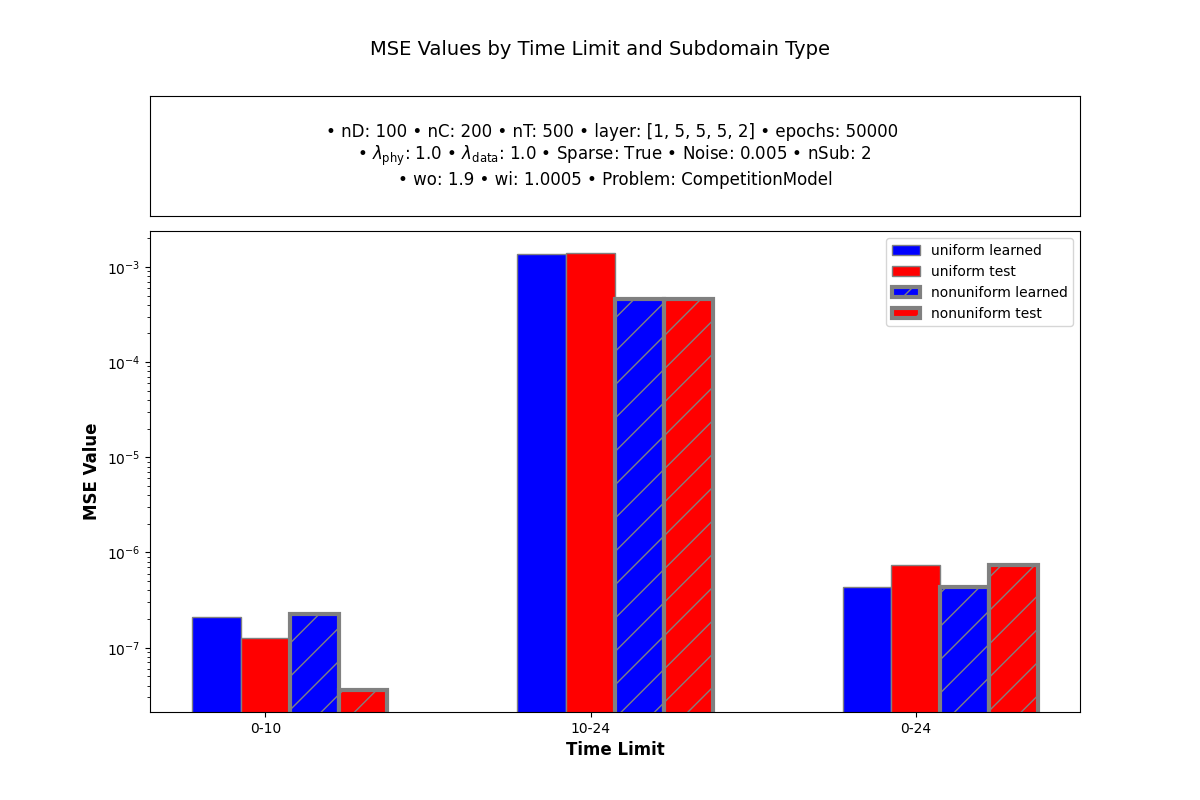 MSE Values by Time Limit and Subdomain Type
• nD: 100 • nC: 200 • nT: 500 • layer: [1, 5, 5, 5, 2] • epochs: 50000
• λphy: 1.0 • λdata: 1.0 • Sparse: True • Noise: 0.005 • nSub: 2
• wo: 1.9 • wi: 1.0005 • Problem: CompetitionModel
uniform learned
uniform test
nonuniform learned
nonuniform test
10⁻³
10⁻⁴
10⁻⁵
10⁻⁶
10⁻⁷
MSE Value
0-10 10-24 0-24
Time Limit